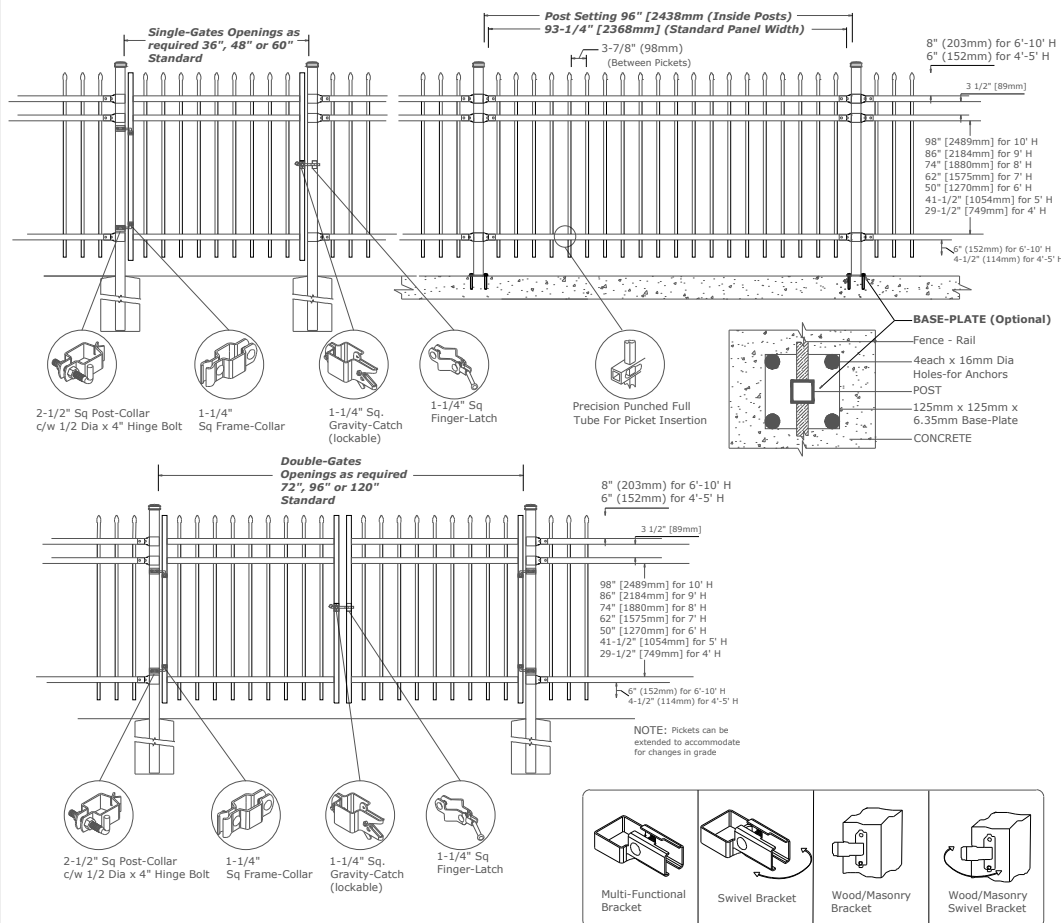 Single-Gates Openings as
required 36", 48" or 60"
Standard
Post Setting 96" [2438mm (Inside Posts)
93-1/4" [2368mm] (Standard Panel Width)
3-7/8" (98mm)
(Between Pickets)
8" (203mm) for 6'-10' H
6" (152mm) for 4'-5' H
3 1/2" [89mm]
98" [2489mm] for 10' H
86" [2184mm] for 9' H
74" [1880mm] for 8' H
62" [1575mm] for 7' H
50" [1270mm] for 6' H
41-1/2" [1054mm] for 5' H
29-1/2" [749mm] for 4' H
6" (152mm) for 6'-10' H
4-1/2" (114mm) for 4'-5' H
2-1/2" Sq Post-Collar
c/w 1/2 Dia x 4" Hinge Bolt
1-1/4"
Sq Frame-Collar
1-1/4" Sq.
Gravity-Catch
(lockable)
1-1/4" Sq
Finger-Latch
Precision Punched Full
Tube For Picket Insertion
BASE-PLATE (Optional)
Fence - Rail
4each x 16mm Dia
Holes-for Anchors
POST
125mm x 125mm x
6.35mm Base-Plate
CONCRETE
Double-Gates
Openings as required
72", 96" or 120"
Standard
8" (203mm) for 6'-10' H
6" (152mm) for 4'-5' H
3 1/2" [89mm]
98" [2489mm] for 10' H
86" [2184mm] for 9' H
74" [1880mm] for 8' H
62" [1575mm] for 7' H
50" [1270mm] for 6' H
41-1/2" [1054mm] for 5' H
29-1/2" [749mm] for 4' H
6" (152mm) for 6'-10' H
4-1/2" (114mm) for 4'-5' H
NOTE: Pickets can be
extended to accommodate
for changes in grade
2-1/2" Sq Post-Collar
c/w 1/2 Dia x 4" Hinge Bolt
1-1/4"
Sq Frame-Collar
1-1/4" Sq.
Gravity-Catch
(lockable)
1-1/4" Sq
Finger-Latch
Multi-Functional
Bracket
Swivel Bracket
Wood/Masonry
Bracket
Wood/Masonry
Swivel Bracket